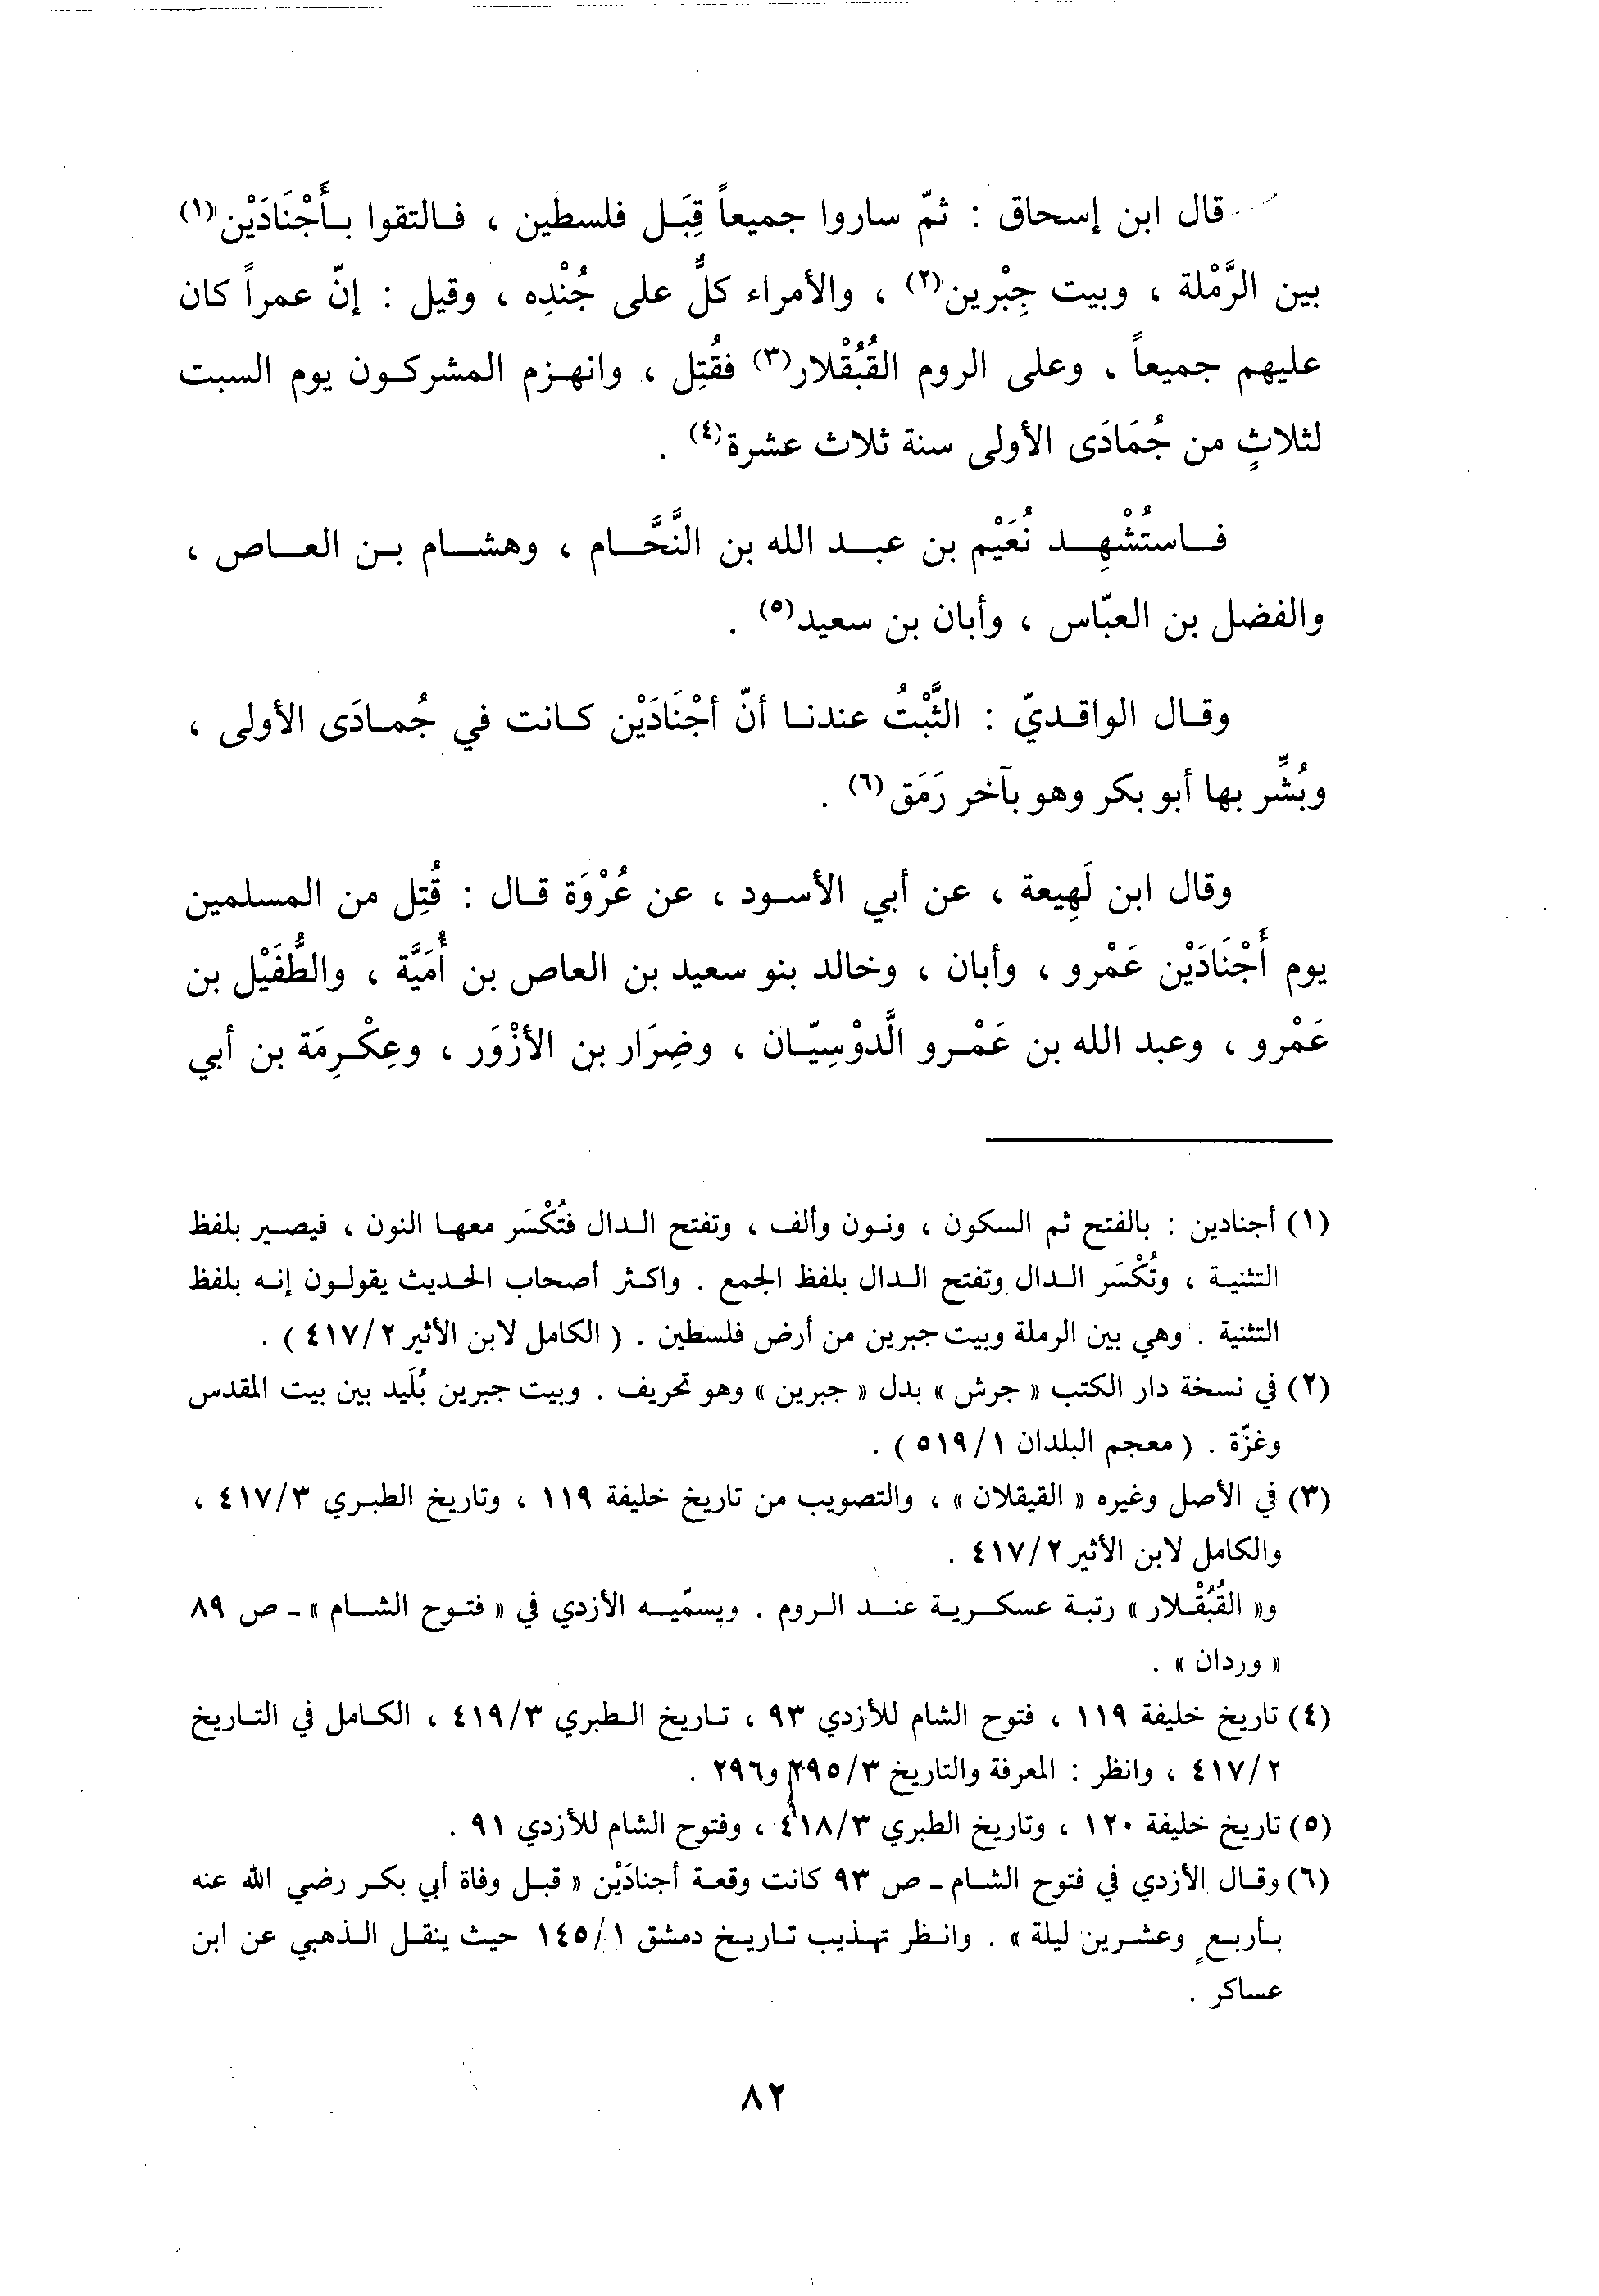 قال ابن إسحاق : ثمّ ساروا جميعاً قِبَل فلسطين ، فالتقوا بأَجْنَادَيْن(١)
بين الرَّمْلة ، وبيت جِبْرين(٢) ، والأمراء كلٌّ على جُنْدِه ، وقيل : إنّ عمراً كان
عليهم جميعاً ، وعلى الروم القُبُقْلار(٣) فقُتِل ، وانهزم المشركون يوم السبت
لثلاثٍ من جُمَادَى الأولى سنة ثلاث عشرة(٤) .
فاستُشْهِد نُعَيْم بن عبد الله بن النَّحَّام ، وهشام بن العاص ،
والفضل بن العبّاس ، وأبان بن سعيد(٥) .
وقال الواقديّ : الثَّبْتُ عندنا أنّ أجْنَادَيْن كانت في جُمادَى الأولى ،
وبُشِّر بها أبو بكر وهو بآخر رَمَق(٦) .
وقال ابن لَهِيعة ، عن أبي الأسود ، عن عُرْوَة قال : قُتِل من المسلمين
يوم أَجْنَادَيْن عَمْرو ، وأبان ، وخالد بنو سعيد بن العاص بن أُمَيَّة ، والطُّفَيْل بن
عَمْرو ، وعبد الله بن عَمْرو الَّدوْسِيّان ، وضِرَار بن الأزْوَر ، وعِكْرِمَة بن أبي
(١) أجنادين : بالفتح ثم السكون ، ونون وألف ، وتفتح الدال فتُكْسَر معها النون ، فيصير بلفظ
التثنية ، وتُكْسَر الدال وتفتح الدال بلفظ الجمع . واكثر أصحاب الحديث يقولون إنه بلفظ
التثنية . وهي بين الرملة وبيت جبرين من أرض فلسطين . ( الكامل لابن الأثير ٤١٧/٢ ) .
(٢) في نسخة دار الكتب « جرش » بدل « جبرين » وهو تحريف . وبيت جبرين بُلَيد بين بيت المقدس
وغزّة . ( معجم البلدان ٥١٩/١ ) .
(٣) في الأصل وغيره « القيقلان » ، والتصويب من تاريخ خليفة ١١٩ ، وتاريخ الطبري ٤١٧/٣ ،
والكامل لابن الأثير ٤١٧/٢ .
و« القُبُقْلار » رتبة عسكرية عند الروم . ويسمّيه الأزدي في « فتوح الشام » ـ ص ٨٩
« وردان » .
(٤) تاريخ خليفة ١١٩ ، فتوح الشام للأزدي ٩٣ ، تاريخ الطبري ٤١٩/٣ ، الكامل في التاريخ
٤١٧/٢ ، وانظر : المعرفة والتاريخ ٢٩٥/٣ و٢٩٦ .
(٥) تاريخ خليفة ١٢٠ ، وتاريخ الطبري ٤١٨/٣ ، وفتوح الشام للأزدي ٩١ .
(٦) وقال الأزدي في فتوح الشام ـ ص ٩٣ كانت وقعة أجنادَيْن « قبل وفاة أبي بكر رضي الله عنه
بأربعٍ وعشرين ليلة » . وانظر تهذيب تاريخ دمشق ١٤٥/١ حيث ينقل الذهبي عن ابن
عساكر .
٨٢